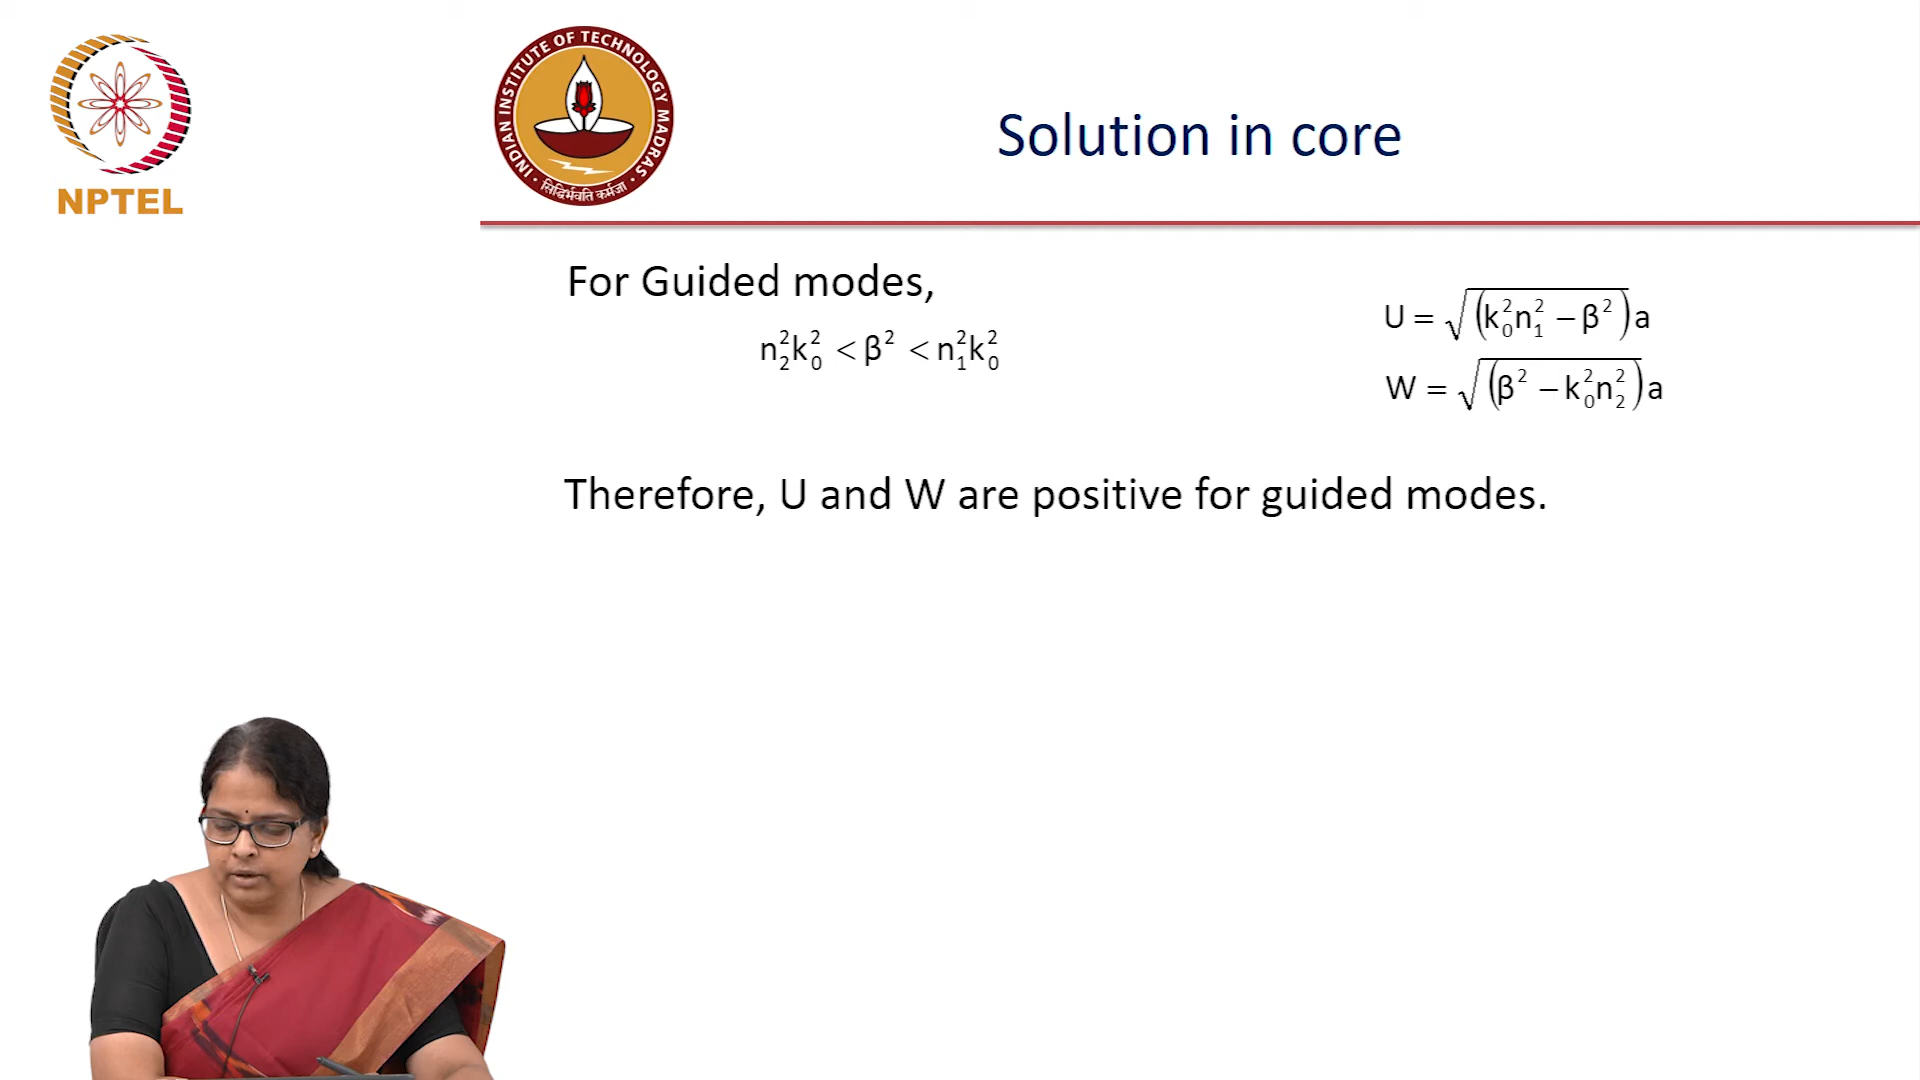 NPTEL
INDIAN INSTITUTE OF TECHNOLOGY MADRAS
सिद्धिर्भवति कर्मजा
Solution in core
For Guided modes,
n₂²k₀² < β² < n₁²k₀²
U = √(k₀²n₁² − β²)a
W = √(β² − k₀²n₂²)a
Therefore, U and W are positive for guided modes.